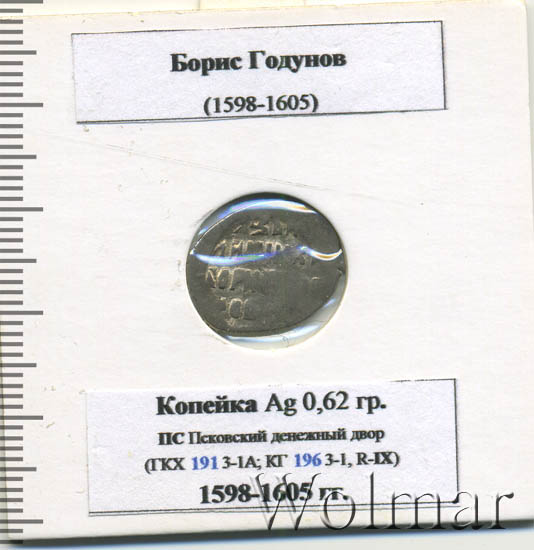 Борис Годунов
(1598-1605)
Копейка Ag 0,62 гр.
ПС Псковский денежный двор
(ГКХ 191 3-1А; КГ 196 3-1, R-IX)
1598-1605 гг.
Wolmar